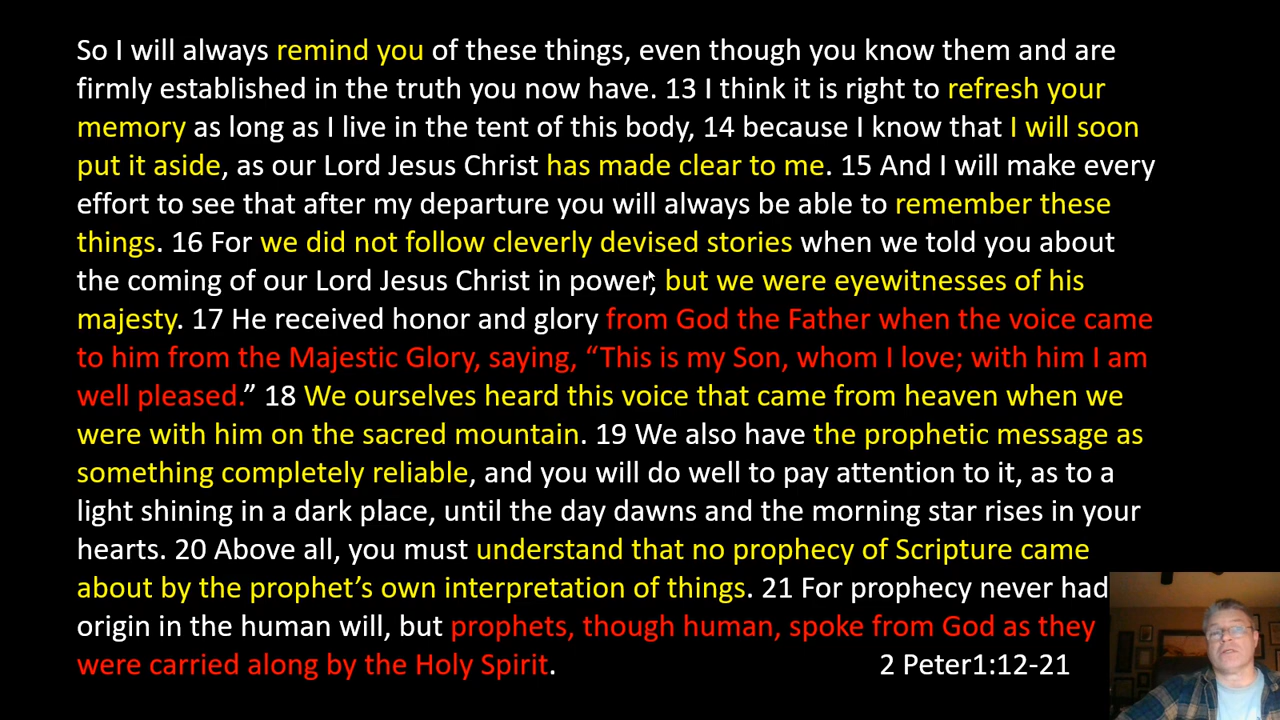 So I will always remind you of these things, even though you know them and are
firmly established in the truth you now have. 13 I think it is right to refresh your
memory as long as I live in the tent of this body, 14 because I know that I will soon
put it aside, as our Lord Jesus Christ has made clear to me. 15 And I will make every
effort to see that after my departure you will always be able to remember these
things. 16 For we did not follow cleverly devised stories when we told you about
the coming of our Lord Jesus Christ in power, but we were eyewitnesses of his
majesty. 17 He received honor and glory from God the Father when the voice came
to him from the Majestic Glory, saying, “This is my Son, whom I love; with him I am
well pleased.” 18 We ourselves heard this voice that came from heaven when we
were with him on the sacred mountain. 19 We also have the prophetic message as
something completely reliable, and you will do well to pay attention to it, as to a
light shining in a dark place, until the day dawns and the morning star rises in your
hearts. 20 Above all, you must understand that no prophecy of Scripture came
about by the prophet’s own interpretation of things. 21 For prophecy never had
origin in the human will, but prophets, though human, spoke from God as they
were carried along by the Holy Spirit. 2 Peter1:12-21